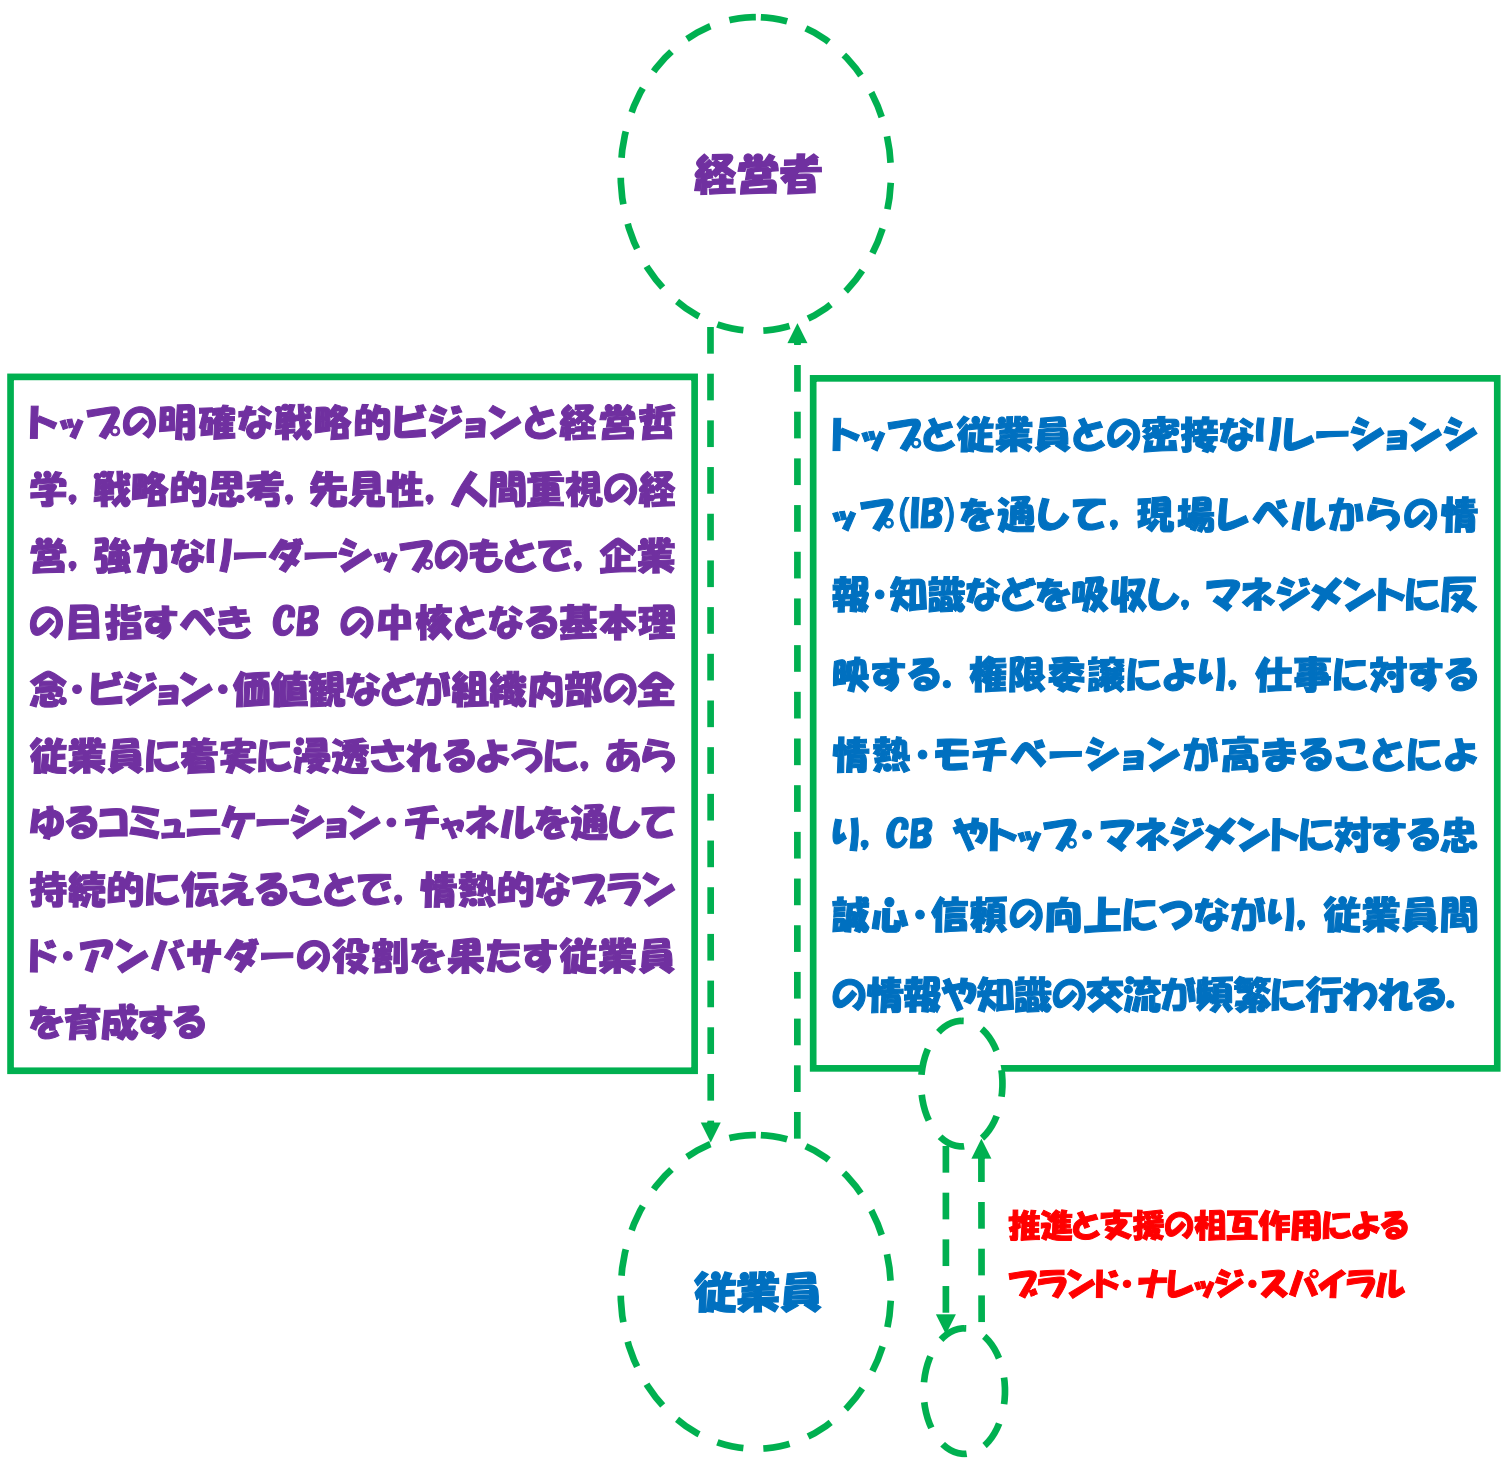 経営者
トップの明確な戦略的ビジョンと経営哲
学，戦略的思考，先見性，人間重視の経
営，強力なリーダーシップのもとで，企業
の目指すべき CB の中核となる基本理
念・ビジョン・価値観などが組織内部の全
従業員に着実に浸透されるように，あら
ゆるコミュニケーション・チャネルを通して
持続的に伝えることで，情熱的なブラン
ド・アンバサダーの役割を果たす従業員
を育成する
トップと従業員との密接なリレーションシ
ップ(IB)を通して，現場レベルからの情
報・知識などを吸収し，マネジメントに反
映する．権限委譲により，仕事に対する
情熱・モチベーションが高まることによ
り，CB やトップ・マネジメントに対する忠
誠心・信頼の向上につながり，従業員間
の情報や知識の交流が頻繁に行われる．
従業員
推進と支援の相互作用による
ブランド・ナレッジ・スパイラル